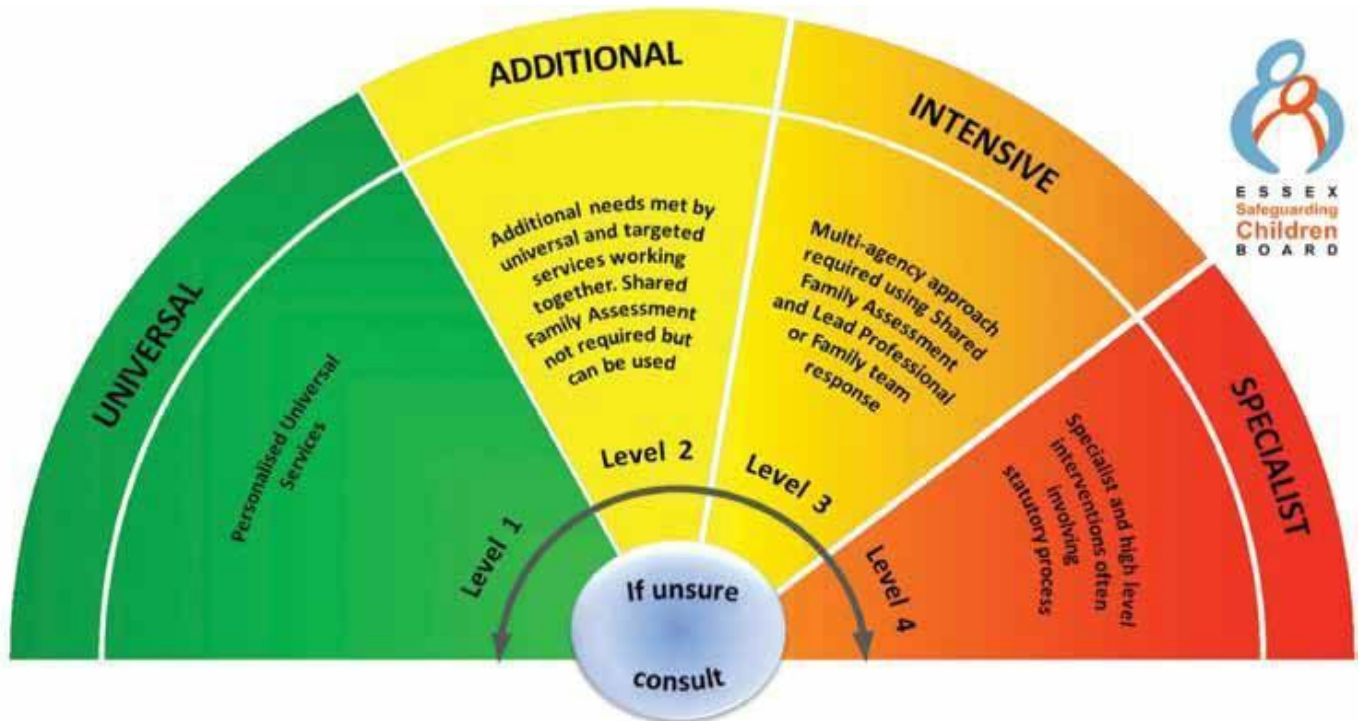 UNIVERSAL
Personalised Universal
Services
Level 1
ADDITIONAL
Additional needs met by
universal and targeted
services working
together. Shared
Family Assessment
not required but
can be used
Level 2
INTENSIVE
Multi-agency approach
required using Shared
Family Assessment
and Lead Professional
or Family team
response
Level 3
SPECIALIST
Specialist and high level
interventions often
involving
statutory process
Level 4
If unsure
consult
ESSEX
Safeguarding
Children
BOARD